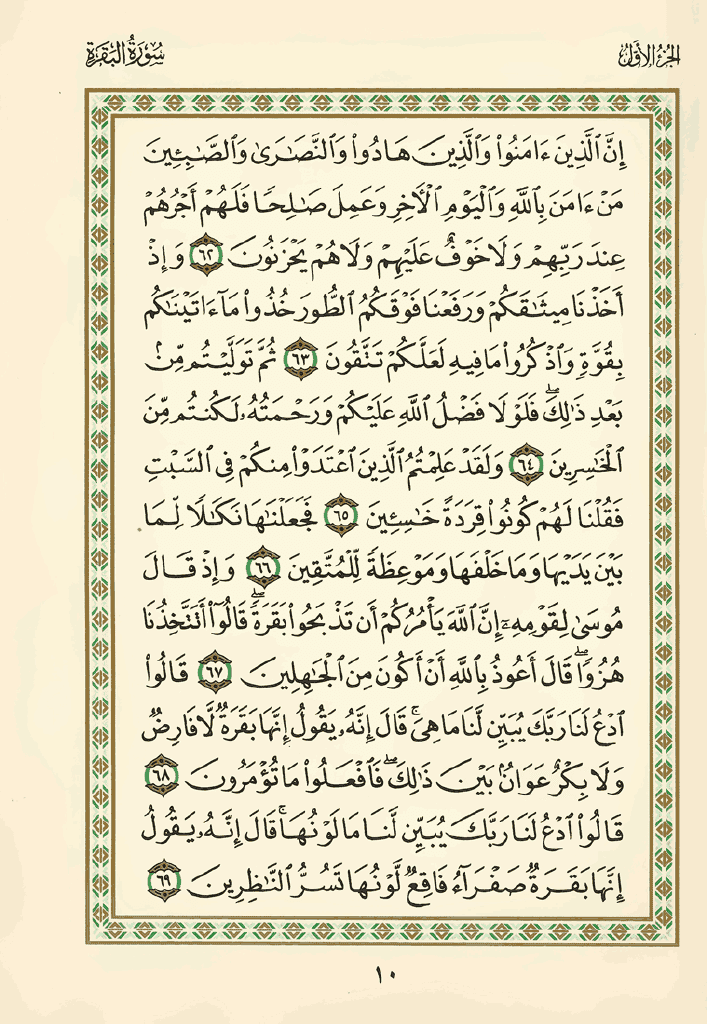 الجزء الأول
سورة البقرة
إِنَّ ٱلَّذِينَ ءَامَنُوا۟ وَٱلَّذِينَ هَادُوا۟ وَٱلنَّصَٰرَىٰ وَٱلصَّٰبِـِٔينَ
مَنْ ءَامَنَ بِٱللَّهِ وَٱلْيَوْمِ ٱلْءَاخِرِ وَعَمِلَ صَٰلِحًا فَلَهُمْ أَجْرُهُمْ
عِندَ رَبِّهِمْ وَلَا خَوْفٌ عَلَيْهِمْ وَلَا هُمْ يَحْزَنُونَ ٦٢ وَإِذْ
أَخَذْنَا مِيثَٰقَكُمْ وَرَفَعْنَا فَوْقَكُمُ ٱلطُّورَ خُذُوا۟ مَآ ءَاتَيْنَٰكُم
بِقُوَّةٍ وَٱذْكُرُوا۟ مَا فِيهِ لَعَلَّكُمْ تَتَّقُونَ ٦٣ ثُمَّ تَوَلَّيْتُم مِّنۢ
بَعْدِ ذَٰلِكَ ۖ فَلَوْلَا فَضْلُ ٱللَّهِ عَلَيْكُمْ وَرَحْمَتُهُۥ لَكُنتُم مِّنَ
ٱلْخَٰسِرِينَ ٦٤ وَلَقَدْ عَلِمْتُمُ ٱلَّذِينَ ٱعْتَدَوْا۟ مِنكُمْ فِى ٱلسَّبْتِ
فَقُلْنَا لَهُمْ كُونُوا۟ قِرَدَةً خَٰسِـِٔينَ ٦٥ فَجَعَلْنَٰهَا نَكَٰلًا لِّمَا
بَيْنَ يَدَيْهَا وَمَا خَلْفَهَا وَمَوْعِظَةً لِّلْمُتَّقِينَ ٦٦ وَإِذْ قَالَ
مُوسَىٰ لِقَوْمِهِۦٓ إِنَّ ٱللَّهَ يَأْمُرُكُمْ أَن تَذْبَحُوا۟ بَقَرَةً ۖ قَالُوٓا۟ أَتَتَّخِذُنَا
هُزُوًا ۖ قَالَ أَعُوذُ بِٱللَّهِ أَنْ أَكُونَ مِنَ ٱلْجَٰهِلِينَ ٦٧ قَالُوا۟
ٱدْعُ لَنَا رَبَّكَ يُبَيِّن لَّنَا مَا هِىَ ۚ قَالَ إِنَّهُۥ يَقُولُ إِنَّهَا بَقَرَةٌ لَّا فَارِضٌ
وَلَا بِكْرٌ عَوَانٌۢ بَيْنَ ذَٰلِكَ ۖ فَٱفْعَلُوا۟ مَا تُؤْمَرُونَ ٦٨
قَالُوا۟ ٱدْعُ لَنَا رَبَّكَ يُبَيِّن لَّنَا مَا لَوْنُهَا ۚ قَالَ إِنَّهُۥ يَقُولُ
إِنَّهَا بَقَرَةٌ صَفْرَآءُ فَاقِعٌ لَّوْنُهَا تَسُرُّ ٱلنَّٰظِرِينَ ٦٩
١٠